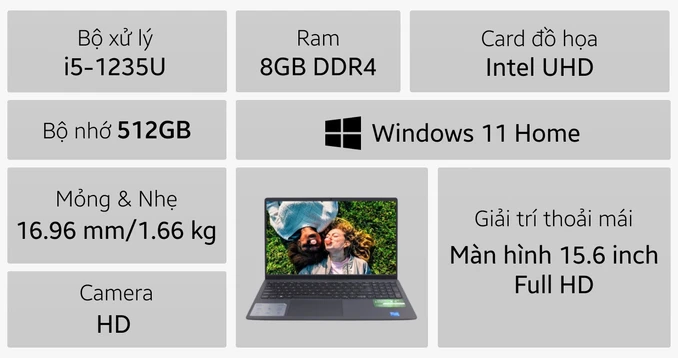 Bộ xử lý
i5-1235U
Ram
8GB DDR4
Card đồ họa
Intel UHD
Bộ nhớ 512GB
Windows 11 Home
Mỏng & Nhẹ
16.96 mm/1.66 kg
Giải trí thoải mái
Màn hình 15.6 inch
Full HD
Camera
HD